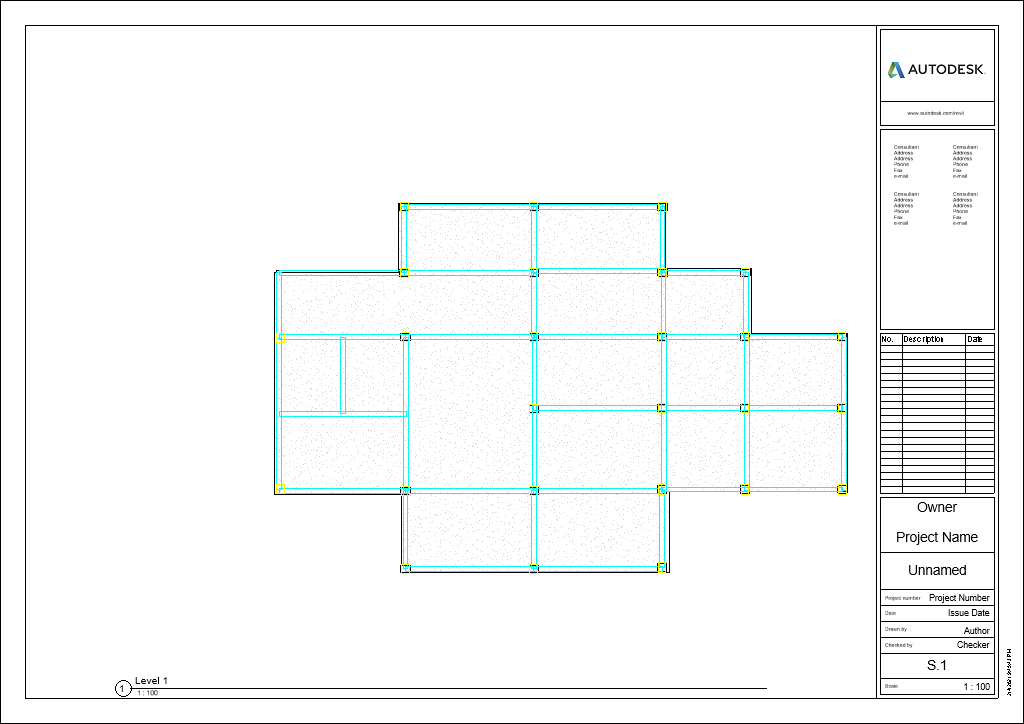 AUTODESK.
www.autodesk.com/revit
Consultant
Address
Address
Phone
Fax
e-mail
Consultant
Address
Address
Phone
Fax
e-mail
Consultant
Address
Address
Phone
Fax
e-mail
Consultant
Address
Address
Phone
Fax
e-mail
No. Description Date
Owner
Project Name
Unnamed
Project number Project Number
Date Issue Date
Drawn by Author
Checked by Checker
S.1
Scale 1 : 100
1 Level 1
1 : 100